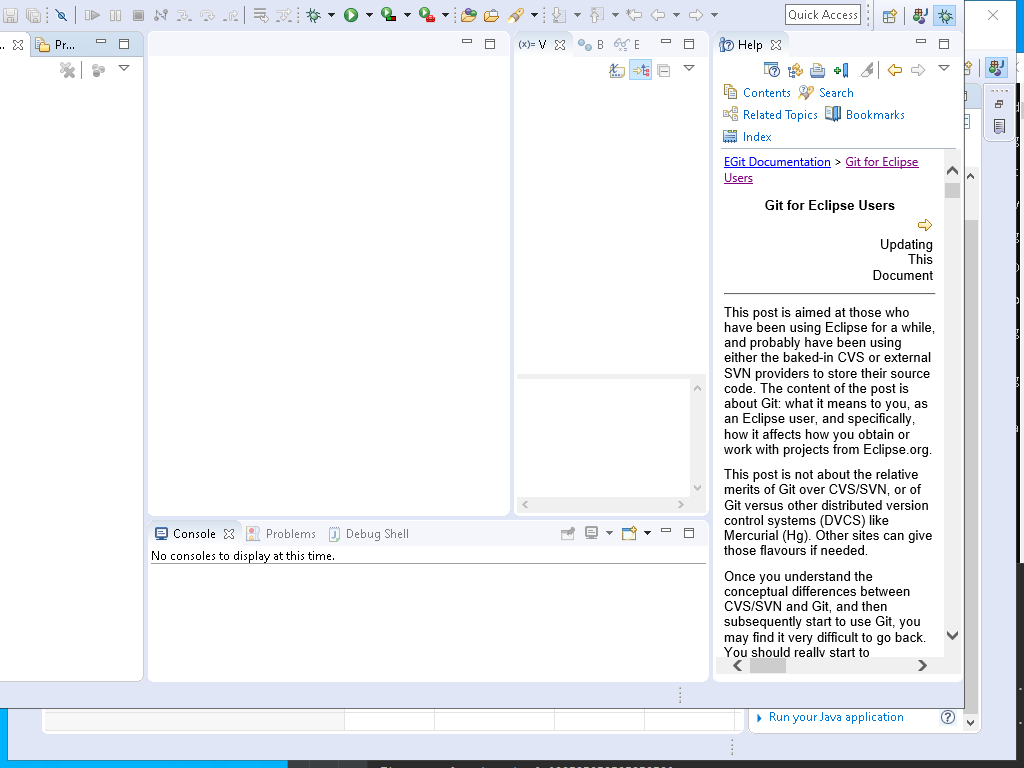 Quick Access
Pr...
(x)= V
B
E
Help
Contents
Search
Related Topics
Bookmarks
Index
EGit Documentation > Git for Eclipse
Users
Git for Eclipse Users
Updating
This
Document
This post is aimed at those who
have been using Eclipse for a while,
and probably have been using
either the baked-in CVS or external
SVN providers to store their source
code. The content of the post is
about Git: what it means to you, as
an Eclipse user, and specifically,
how it affects how you obtain or
work with projects from Eclipse.org.
This post is not about the relative
merits of Git over CVS/SVN, or of
Git versus other distributed version
control systems (DVCS) like
Mercurial (Hg). Other sites can give
those flavours if needed.
Once you understand the
conceptual differences between
CVS/SVN and Git, and then
subsequently start to use Git, you
may find it very difficult to go back.
You should really start to
Console
Problems
Debug Shell
No consoles to display at this time.
Run your Java application